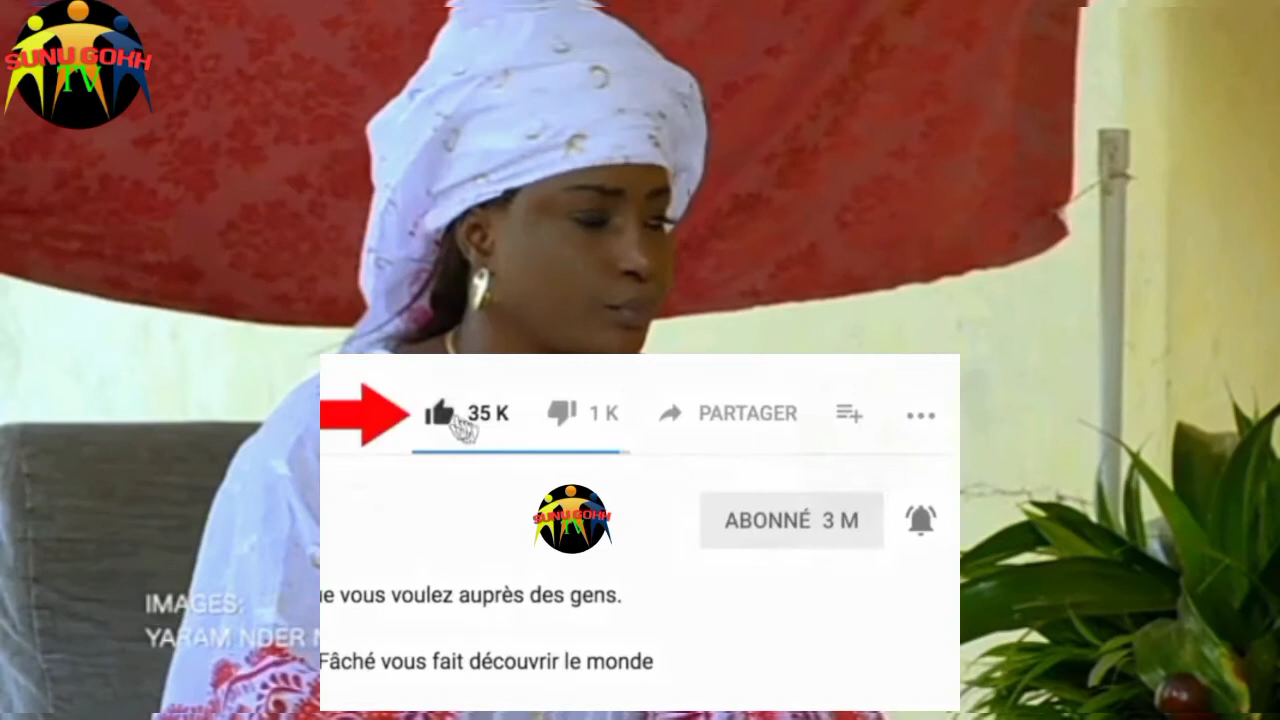 SUNU GOHH
TV
35 K
1 K
PARTAGER
SUNU GOHH
TV
ABONNÉ 3 M
vous voulez auprès des gens.
Fâché vous fait découvrir le monde
IMAGES:
YARAM NDER